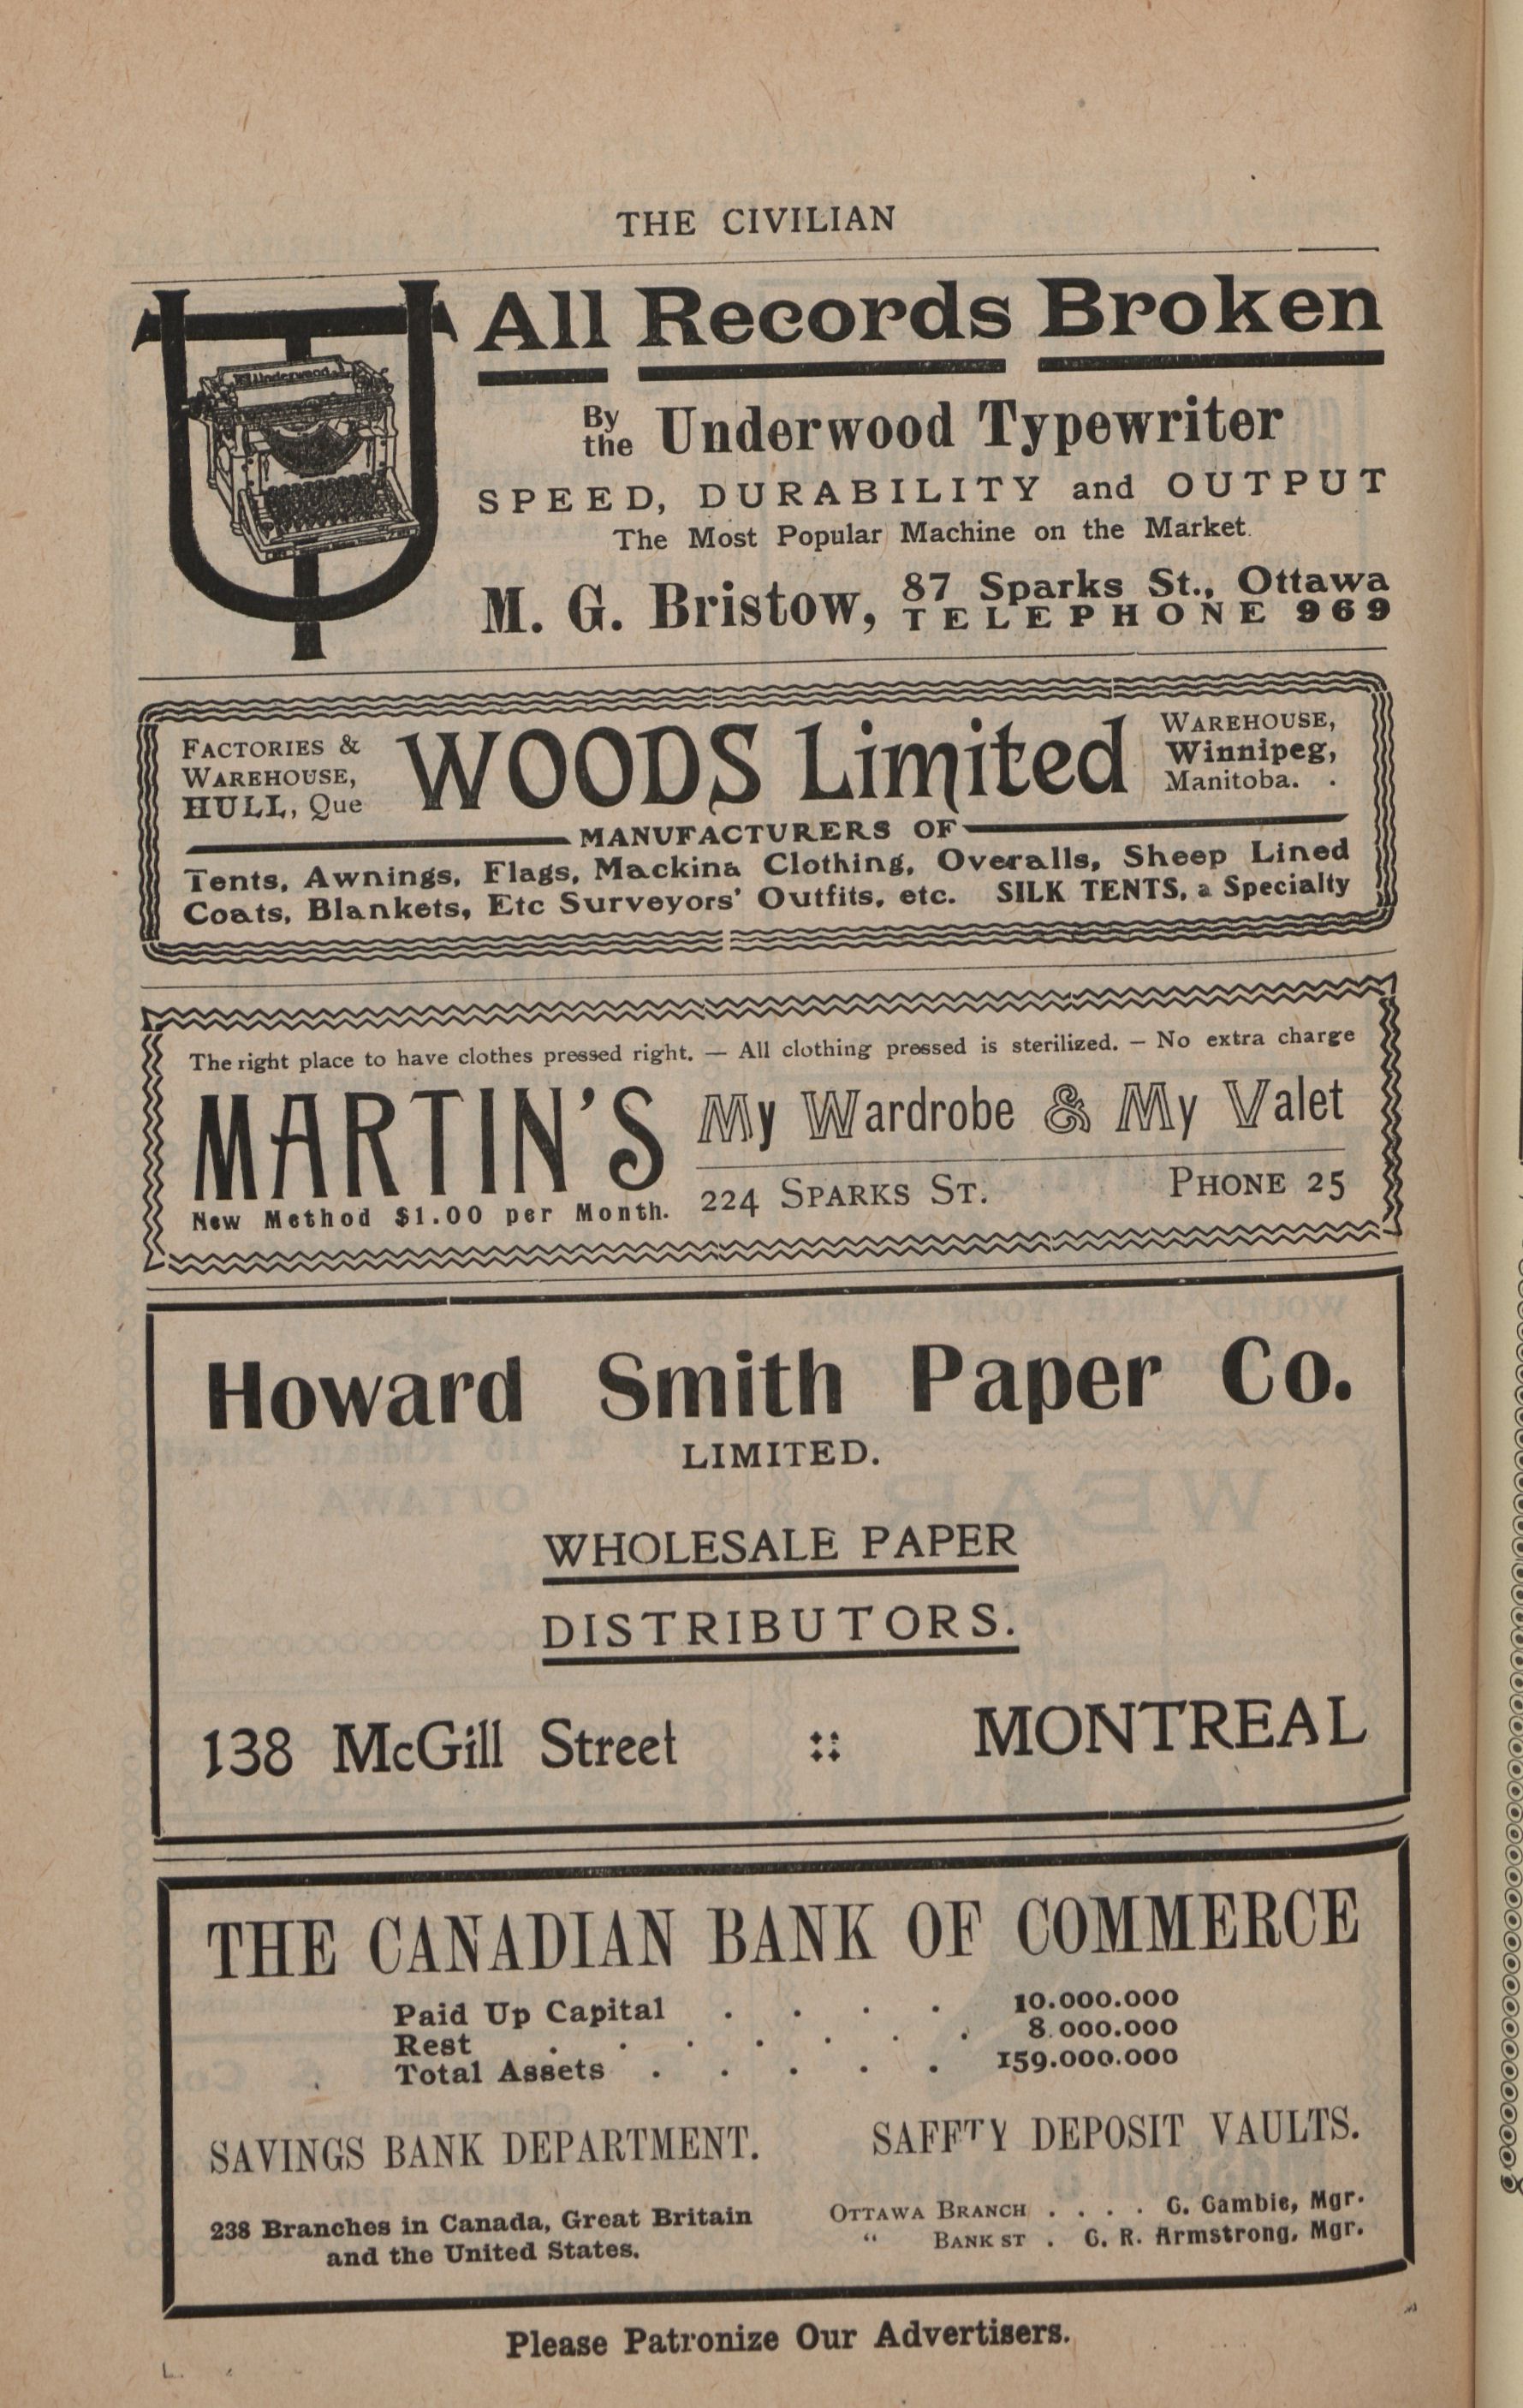 THE CIVILIAN
All Records Broken
By the Underwood Typewriter
SPEED, DURABILITY and OUTPUT
The Most Popular Machine on the Market.
M. G. Bristow, 87 Sparks St., Ottawa
TELEPHONE 969
Underwood
FACTORIES &
WAREHOUSE,
HULL, Que
WOODS Limited
WAREHOUSE,
Winnipeg,
Manitoba. .
MANUFACTURERS OF
Tents, Awnings, Flags, Mackina Clothing, Overalls, Sheep Lined
Coats, Blankets, Etc Surveyors' Outfits, etc. SILK TENTS, a Specialty
The right place to have clothes pressed right. — All clothing pressed is sterilized. — No extra charge
MARTIN'S
New Method $1.00 per Month.
My Wardrobe & My Valet
224 SPARKS ST. PHONE 25
Howard Smith Paper Co.
LIMITED.
WHOLESALE PAPER
DISTRIBUTORS.
138 McGill Street :: MONTREAL
THE CANADIAN BANK OF COMMERCE
Paid Up Capital . . . . 10.000.000
Rest . . . . . . . 8.000.000
Total Assets . . . . . 159.000.000
SAVINGS BANK DEPARTMENT. SAFFTY DEPOSIT VAULTS.
238 Branches in Canada, Great Britain
and the United States.
OTTAWA BRANCH . . . . C. Gambie, Mgr.
" BANK ST . C. R. Armstrong, Mgr.
Please Patronize Our Advertisers.